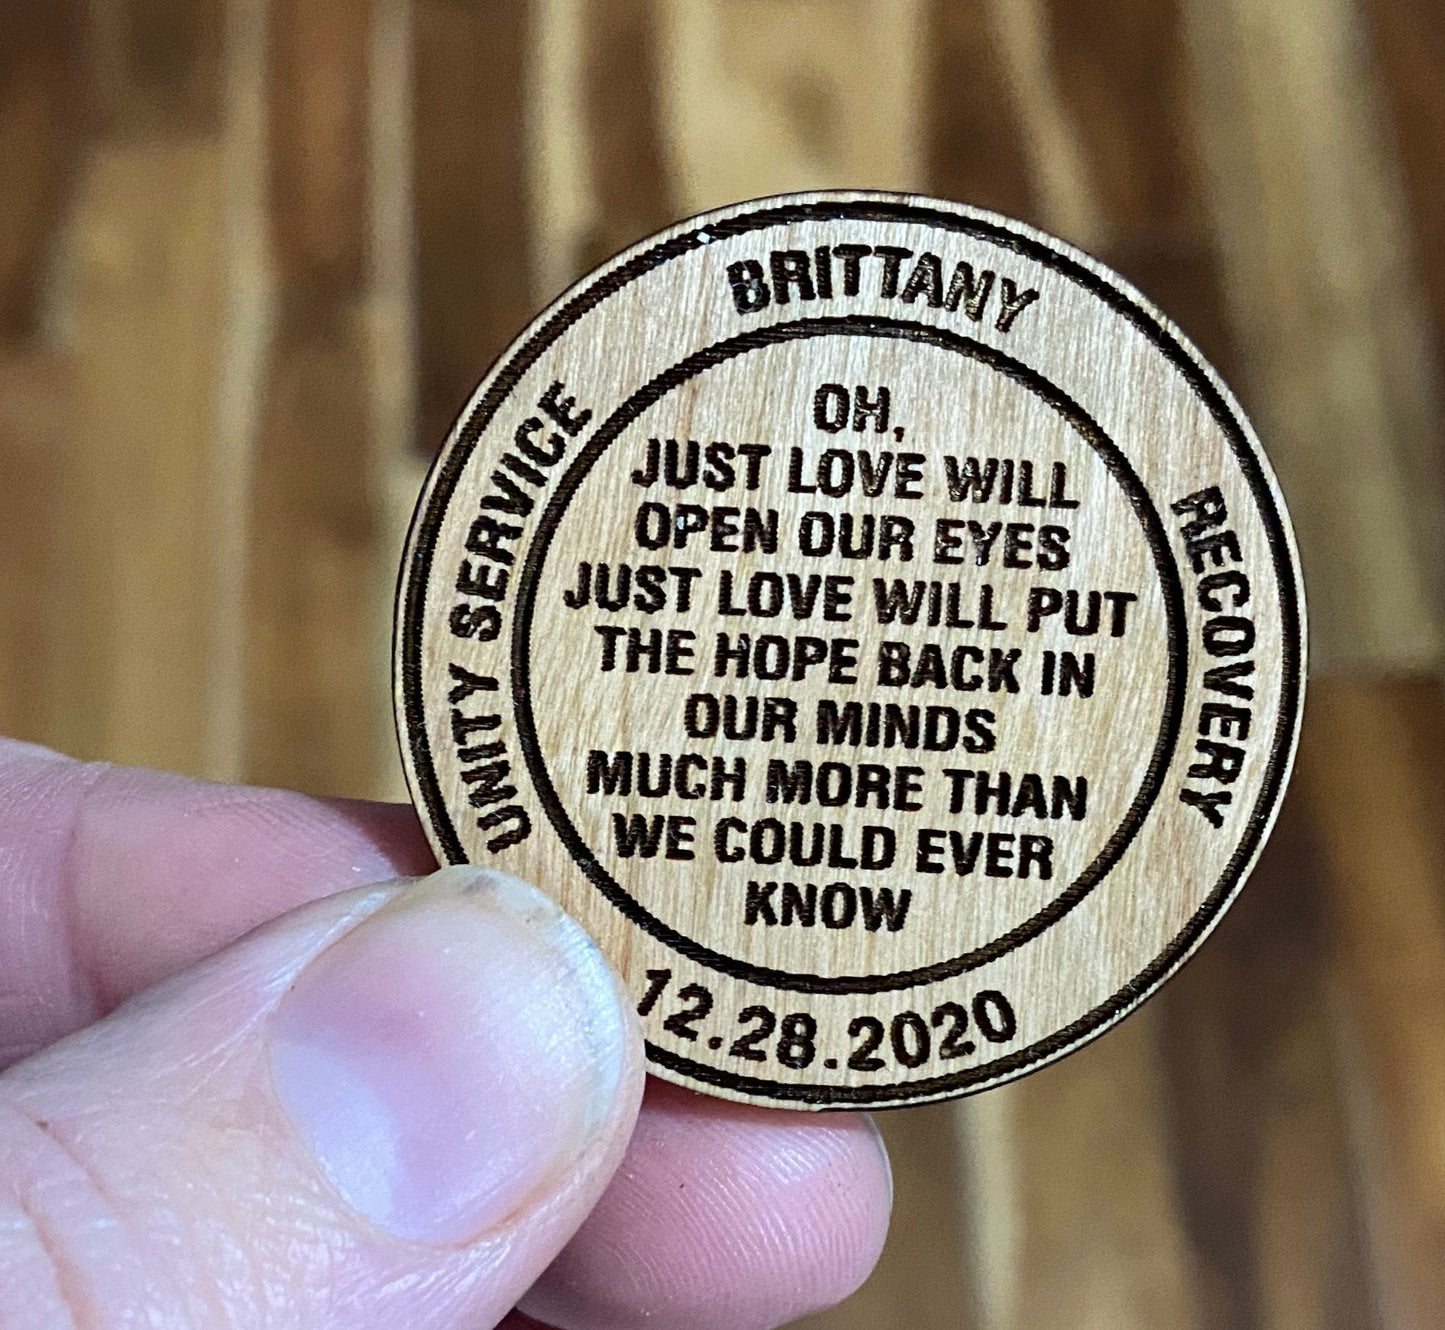 BRITTANY
UNITY SERVICE
RECOVERY
OH,
JUST LOVE WILL
OPEN OUR EYES
JUST LOVE WILL PUT
THE HOPE BACK IN
OUR MINDS
MUCH MORE THAN
WE COULD EVER
KNOW
12.28.2020